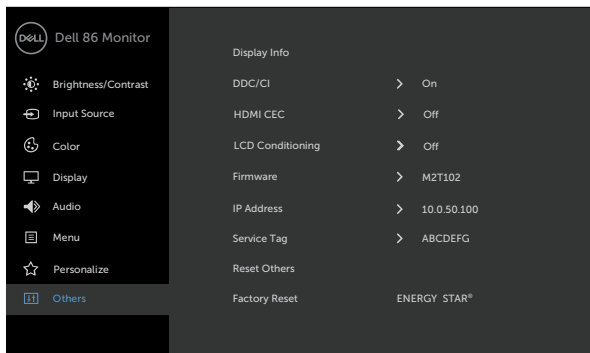 DELL Dell 86 Monitor
Brightness/Contrast
Input Source
Color
Display
Audio
Menu
Personalize
Others
Display Info
DDC/CI > On
HDMI CEC > Off
LCD Conditioning > Off
Firmware > M2T102
IP Address > 10.0.50.100
Service Tag > ABCDEFG
Reset Others
Factory Reset ENERGY STAR®